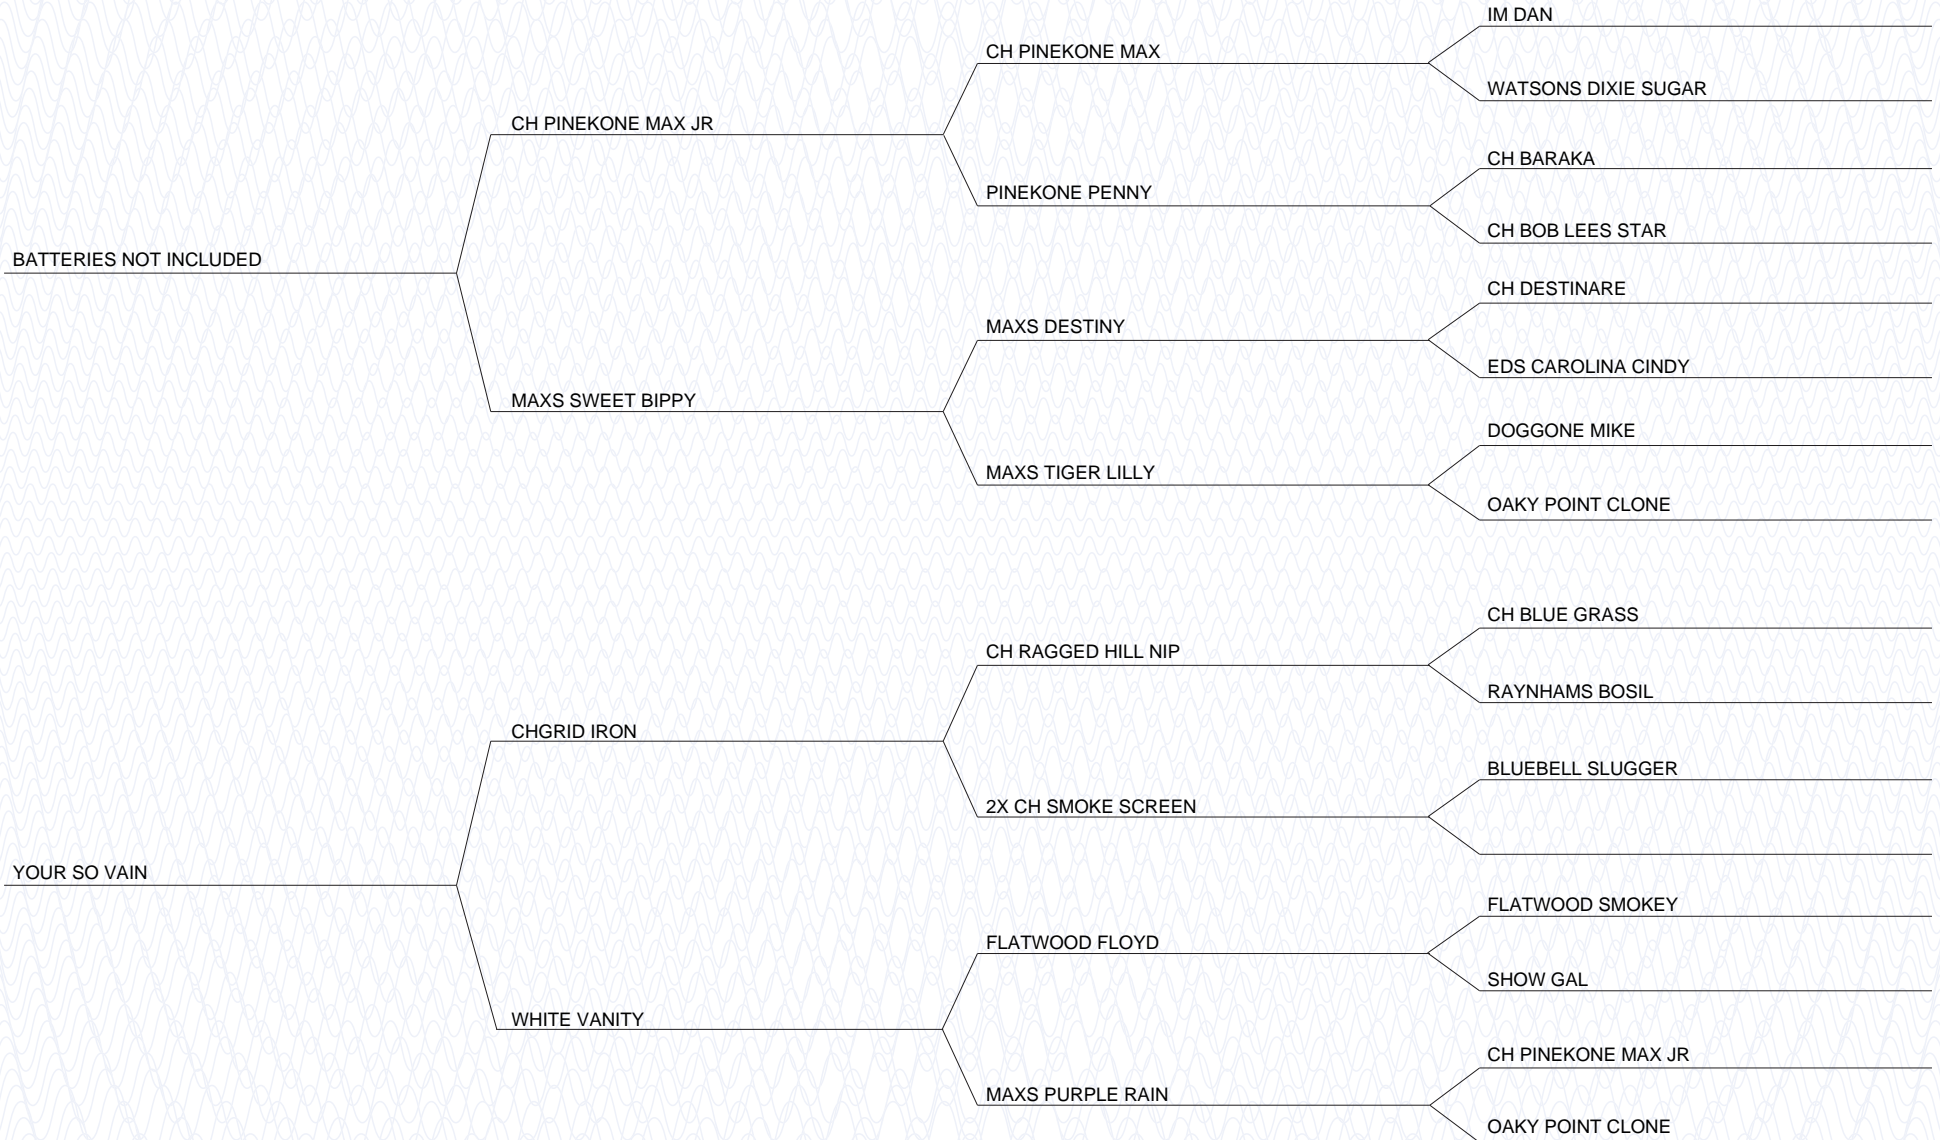 IM DAN
CH PINEKONE MAX
WATSONS DIXIE SUGAR
CH PINEKONE MAX JR
CH BARAKA
PINEKONE PENNY
CH BOB LEES STAR
BATTERIES NOT INCLUDED
CH DESTINARE
MAXS DESTINY
EDS CAROLINA CINDY
MAXS SWEET BIPPY
DOGGONE MIKE
MAXS TIGER LILLY
OAKY POINT CLONE
CH BLUE GRASS
CH RAGGED HILL NIP
RAYNHAMS BOSIL
CHGRID IRON
BLUEBELL SLUGGER
2X CH SMOKE SCREEN
YOUR SO VAIN
FLATWOOD SMOKEY
FLATWOOD FLOYD
SHOW GAL
WHITE VANITY
CH PINEKONE MAX JR
MAXS PURPLE RAIN
OAKY POINT CLONE